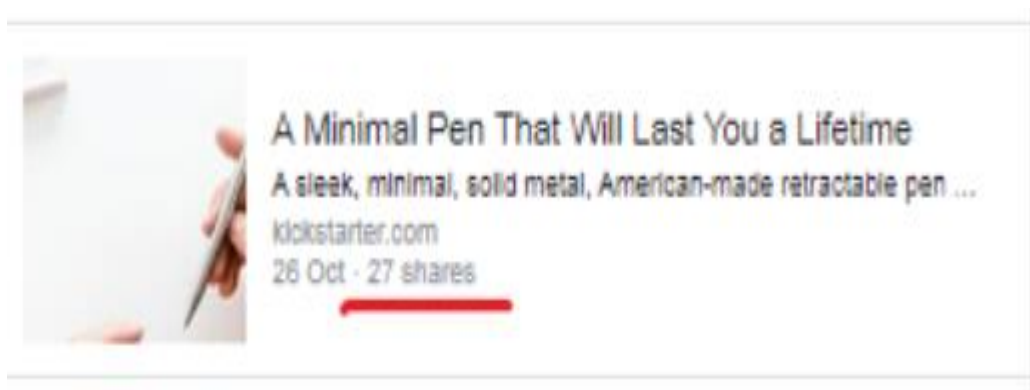 A Minimal Pen That Will Last You a Lifetime
A sleek, minimal, solid metal, American-made retractable pen ...
kickstarter.com
26 Oct · 27 shares